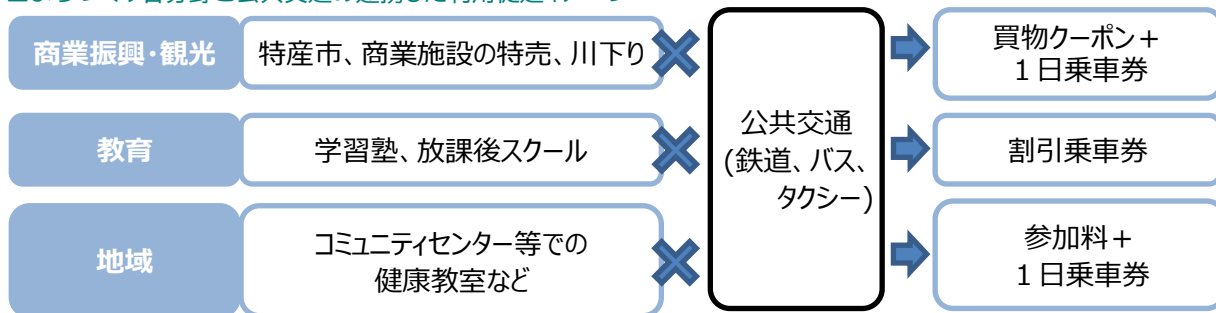 商業振興･観光
特産市、商業施設の特売、川下り
買物クーポン＋
１日乗車券
教育
学習塾、放課後スクール
公共交通
(鉄道、バス、
タクシー)
割引乗車券
地域
コミュニティセンター等での
健康教室など
参加料＋
１日乗車券